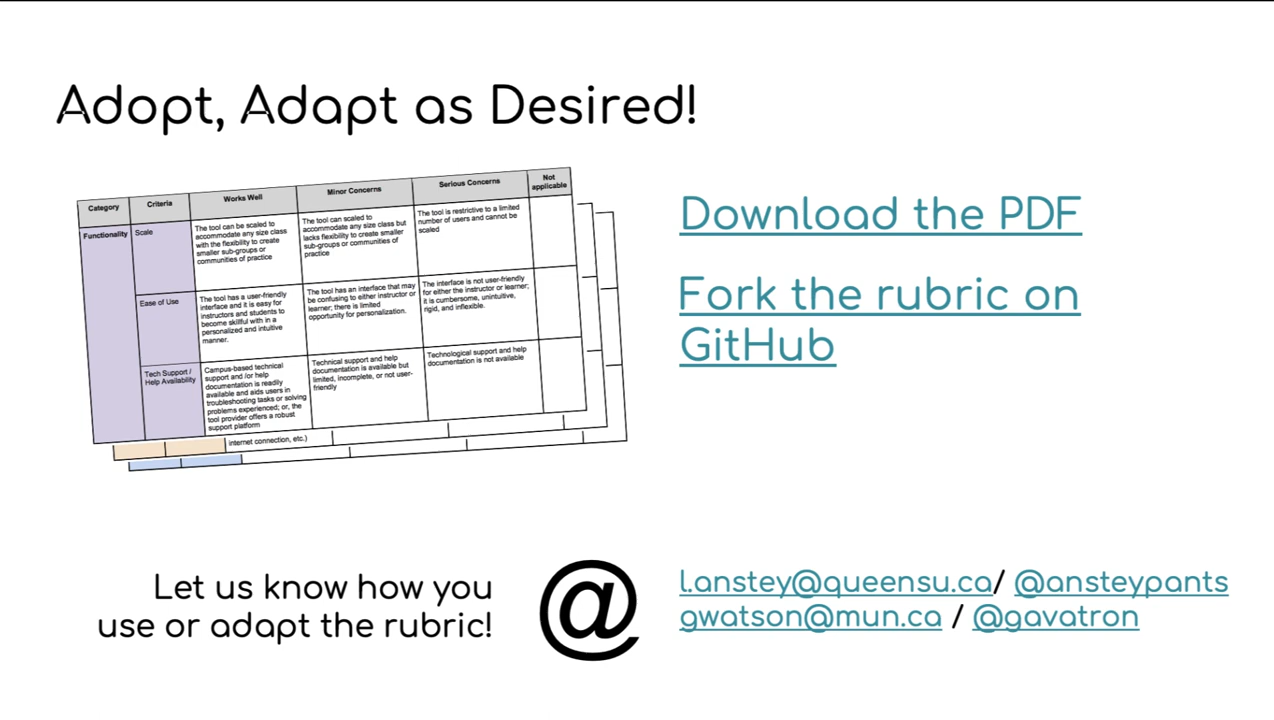 Adopt, Adapt as Desired!
Category
Criteria
Works Well
Minor Concerns
Serious Concerns
Not
applicable
Functionality
Scale
The tool can be scaled to
accommodate any size class
with the flexibility to create
smaller sub-groups or
communities of practice
The tool can scaled to
accommodate any size class but
lacks flexibility to create smaller
sub-groups or communities of
practice
The tool is restrictive to a limited
number of users and cannot be
scaled
Ease of Use
The tool has a user-friendly
interface and it is easy for
instructors and students to
become skillful with in a
personalized and intuitive
manner.
The tool has an interface that may
be confusing to either instructor or
learner; there is limited
opportunity for personalization.
The interface is not user-friendly
for either the instructor or learner;
it is cumbersome, unintuitive,
rigid, and inflexible.
Tech Support /
Help Availability
Campus-based technical
support and /or help
documentation is readily
available and aids users in
troubleshooting tasks or solving
problems experienced; or, the
tool provider offers a robust
support platform
Technical support and help
documentation is available but
limited, incomplete, or not user-
friendly
Technological support and help
documentation is not available
internet connection, etc.)
Download the PDF
Fork the rubric on
GitHub
Let us know how you
use or adapt the rubric!
@
l.anstey@queensu.ca/ @ansteypants
gwatson@mun.ca / @gavatron